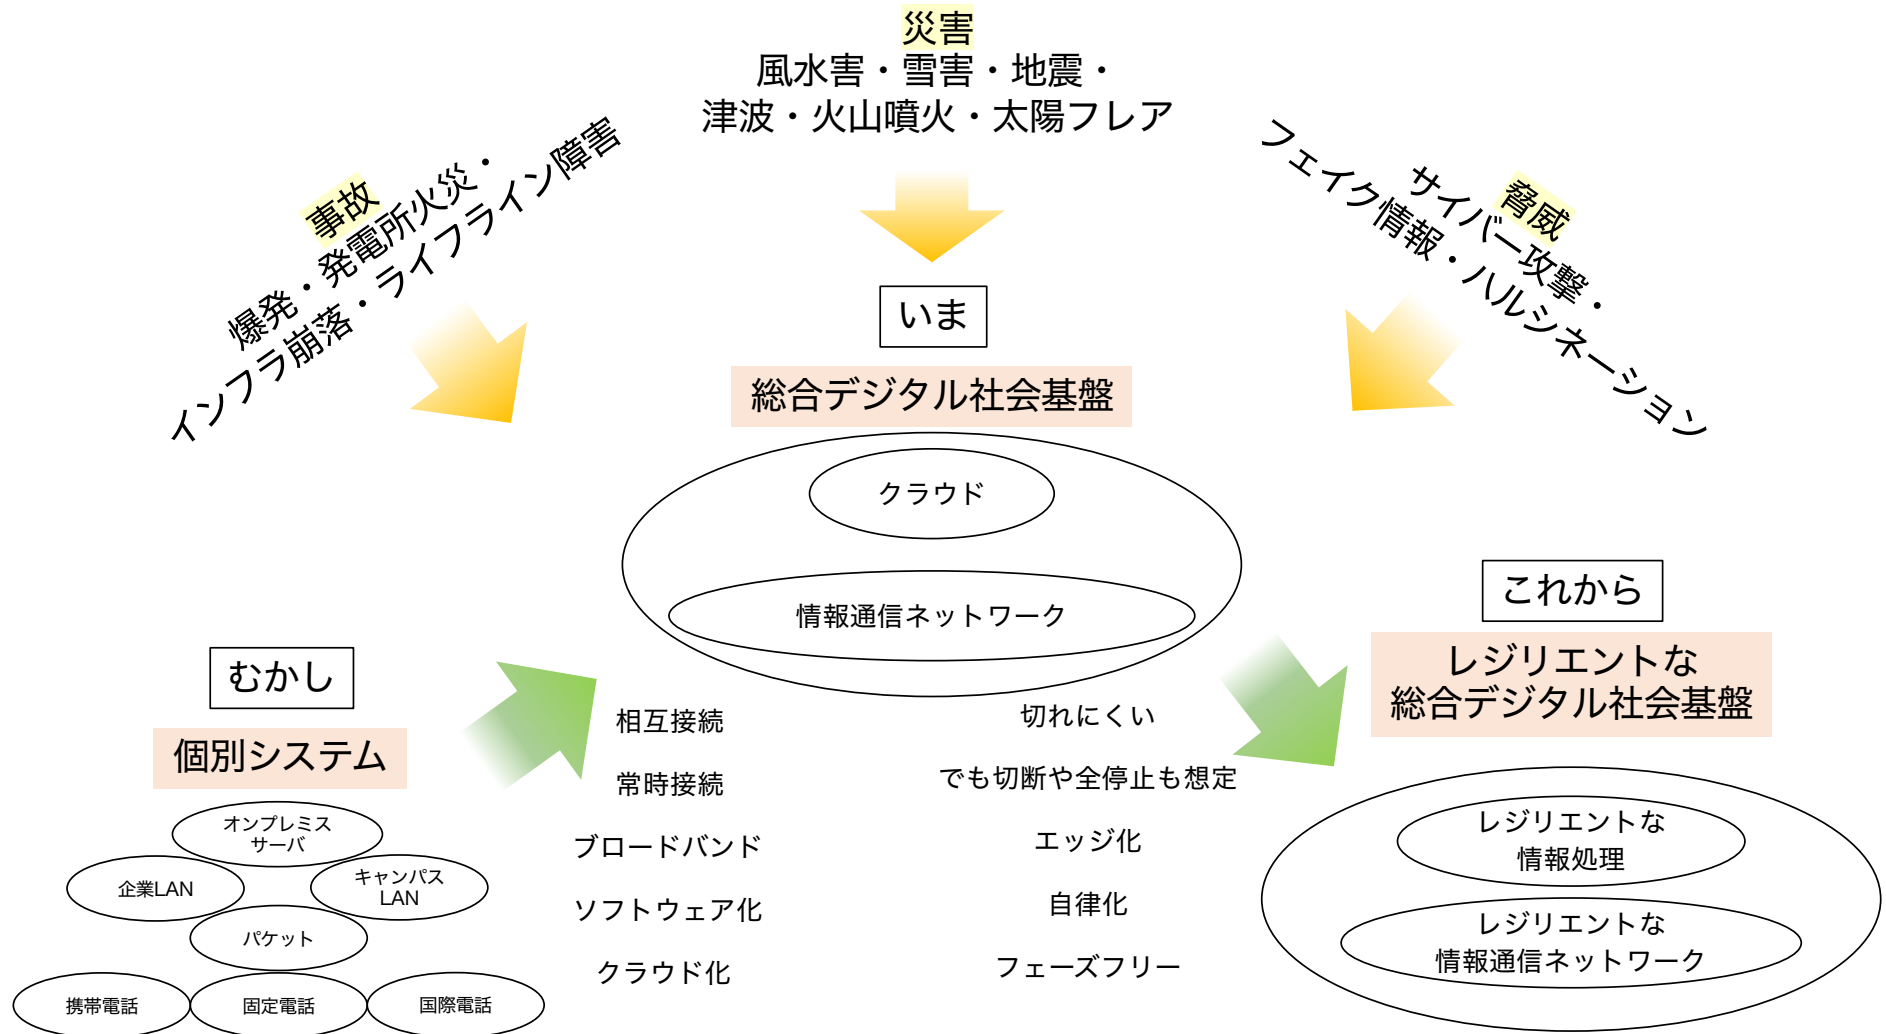 災害
風水害・雪害・地震・
津波・火山噴火・太陽フレア
事故
爆発・発電所火災・
インフラ崩落・ライフライン障害
脅威
サイバー攻撃・
フェイク情報・ハルシネーション
いま
総合デジタル社会基盤
クラウド
情報通信ネットワーク
むかし
個別システム
オンプレミス
サーバ
企業LAN
キャンパス
LAN
パケット
携帯電話
固定電話
国際電話
相互接続
常時接続
ブロードバンド
ソフトウェア化
クラウド化
切れにくい
でも切断や全停止も想定
エッジ化
自律化
フェーズフリー
これから
レジリエントな
総合デジタル社会基盤
レジリエントな
情報処理
レジリエントな
情報通信ネットワーク